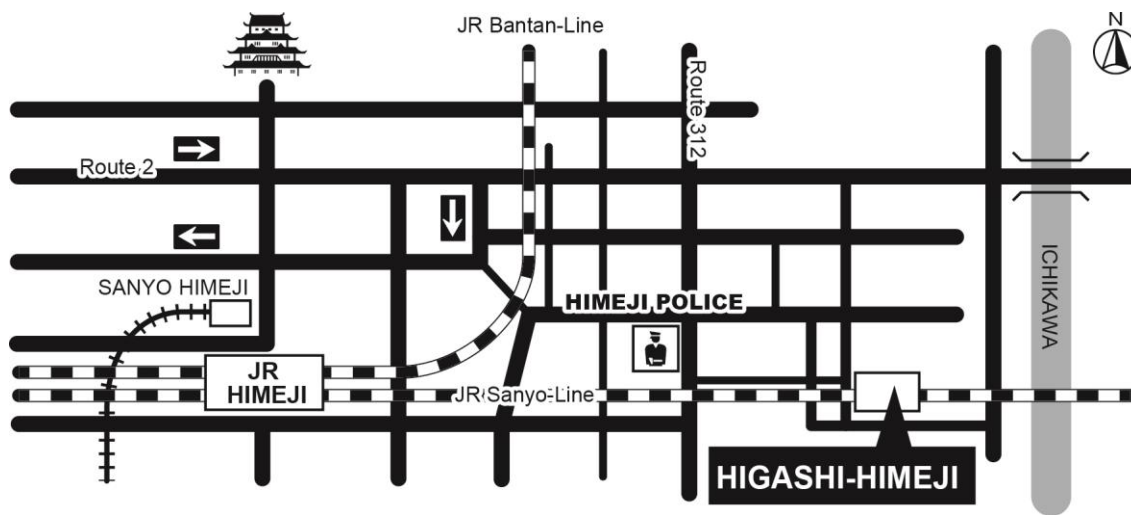 JR Bantan-Line
N
Route 312
Route 2
ICHIKAWA
SANYO HIMEJI
HIMEJI POLICE
JR
HIMEJI
JR Sanyo-Line
HIGASHI-HIMEJI